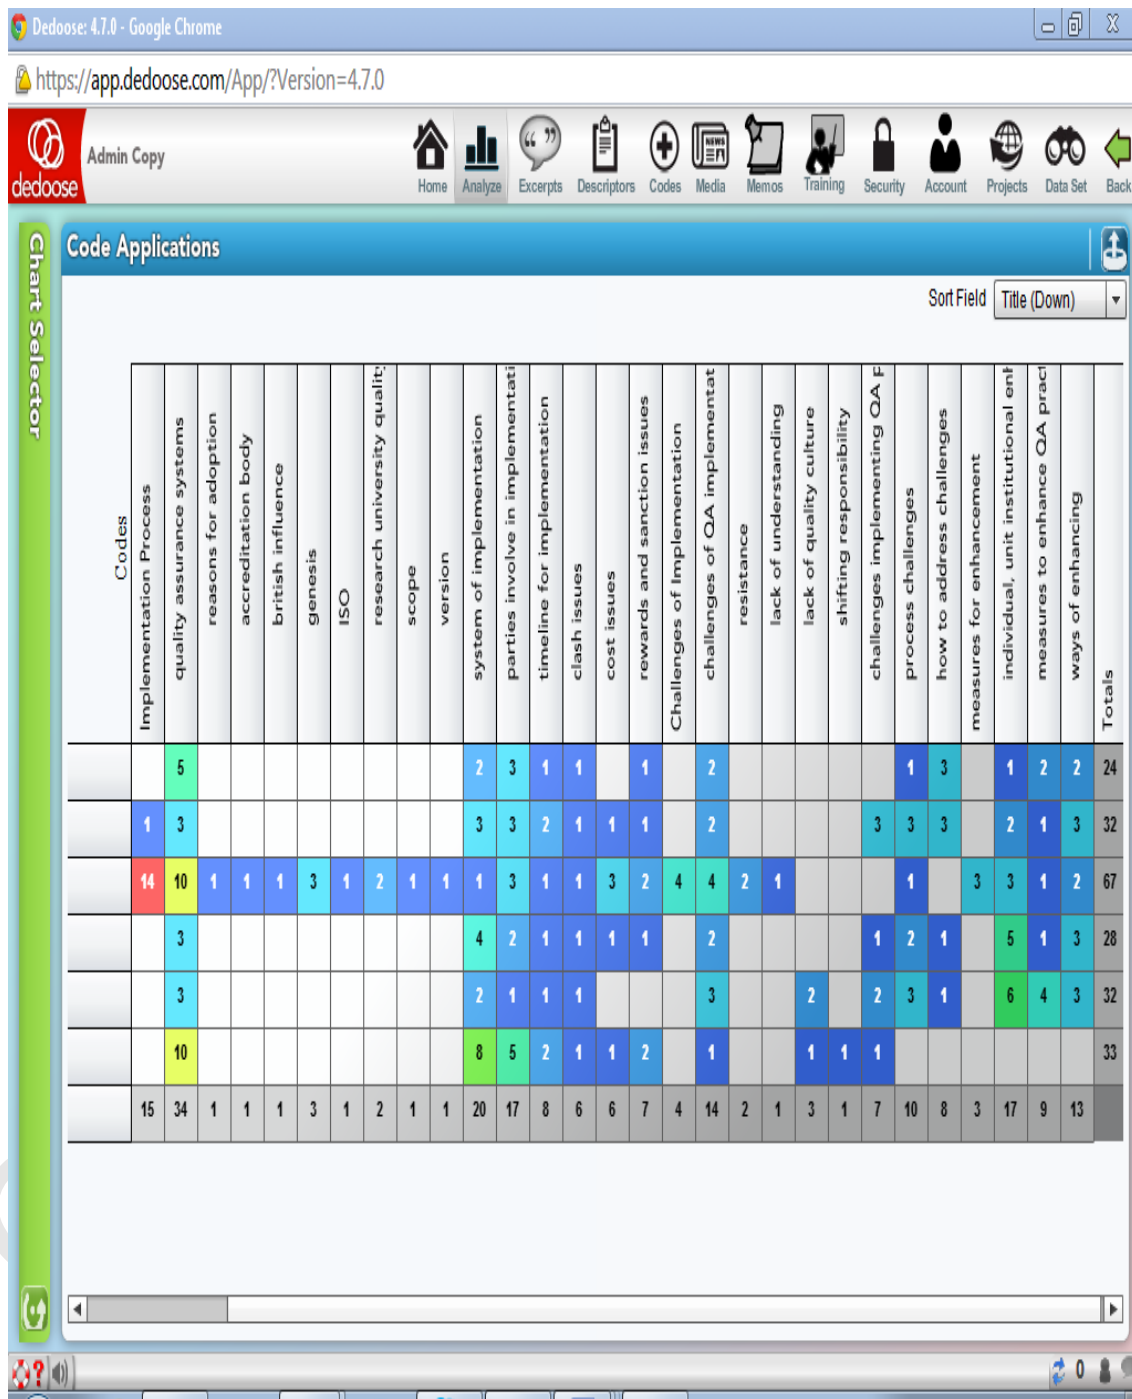 Dedoose: 4.7.0 - Google Chrome
https://app.dedoose.com/App/?Version=4.7.0
dedoose
Admin Copy
Home Analyze Excerpts Descriptors Codes Media Memos Training Security Account Projects Data Set Back
NEWS
Chart Selector
Code Applications
Sort Field Title (Down)
Codes
Implementation Process
quality assurance systems
reasons for adoption
accreditation body
british influence
genesis
ISO
research university quality
scope
version
system of implementation
parties involve in implementati
timeline for implementation
clash issues
cost issues
rewards and sanction issues
Challenges of Implementation
challenges of QA implementat
resistance
lack of understanding
lack of quality culture
shifting responsibility
challenges implementing QA p
process challenges
how to address challenges
measures for enhancement
individual, unit institutional enh
measures to enhance QA pract
ways of enhancing
Totals
5 2 3 1 1 1 2 1 3 1 2 2 24
1 3 3 3 2 1 1 1 2 3 3 3 2 1 3 32
14 10 1 1 1 3 1 2 1 1 1 3 1 1 3 2 4 4 2 1 1 3 3 1 2 67
3 4 2 1 1 1 1 2 1 2 1 5 1 3 28
3 2 1 1 1 3 2 2 3 1 6 4 3 32
10 8 5 2 1 1 2 1 1 1 1 33
15 34 1 1 1 3 1 2 1 1 20 17 8 6 6 7 4 14 2 1 3 1 7 10 8 3 17 9 13
0